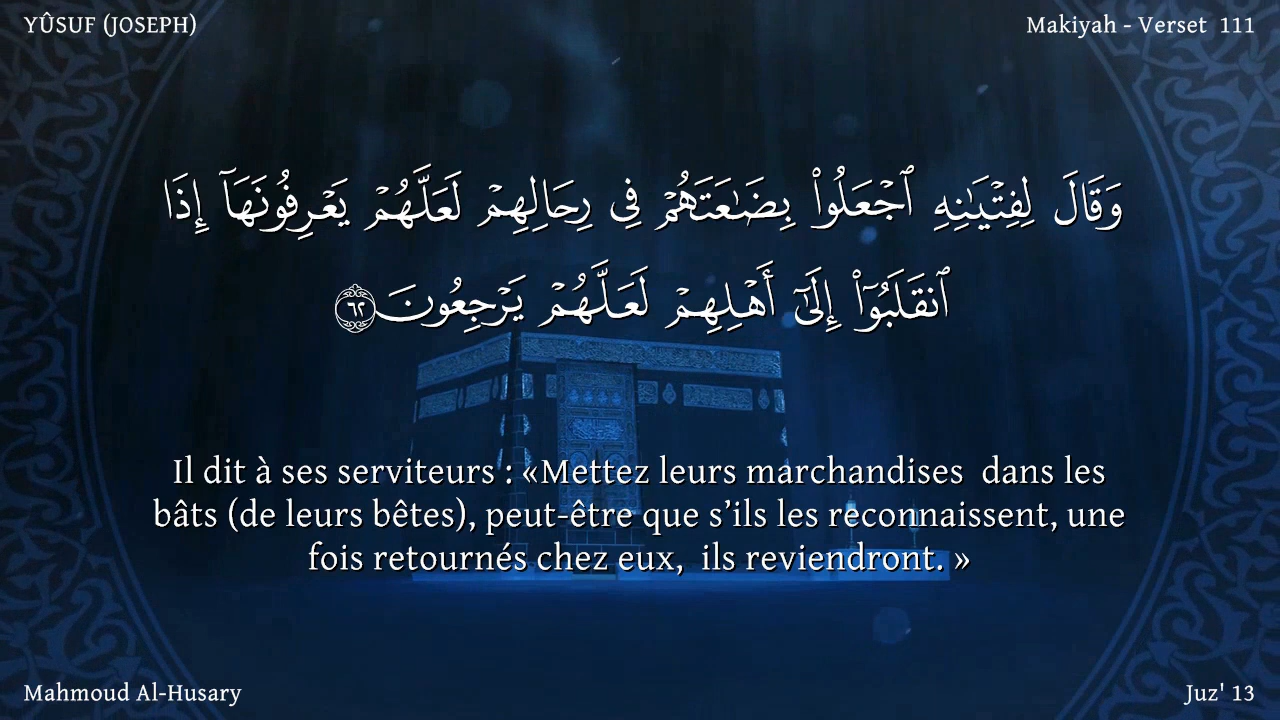 YÛSUF (JOSEPH)
Makiyah - Verset 111
وَقَالَ لِفِتْيَـٰنِهِ ٱجْعَلُوا۟ بِضَـٰعَتَهُمْ فِى رِحَالِهِمْ لَعَلَّهُمْ يَعْرِفُونَهَآ إِذَا
ٱنقَلَبُوٓا۟ إِلَىٰٓ أَهْلِهِمْ لَعَلَّهُمْ يَرْجِعُونَ ٦٢
Il dit à ses serviteurs : «Mettez leurs marchandises dans les
bâts (de leurs bêtes), peut-être que s’ils les reconnaissent, une
fois retournés chez eux, ils reviendront. »
Mahmoud Al-Husary
Juz' 13